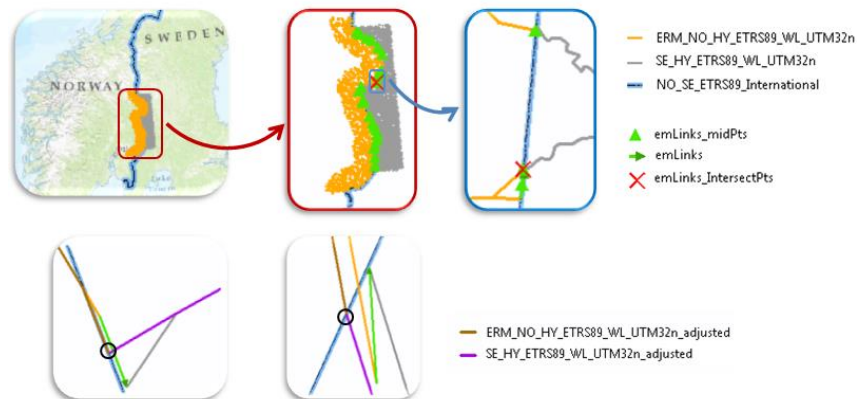 SWEDEN
NORWAY
ERM_NO_HY_ETRS89_WL_UTM32n
SE_HY_ETRS89_WL_UTM32n
NO_SE_ETRS89_International
emLinks_midPts
emLinks
emLinks_IntersectPts
ERM_NO_HY_ETRS89_WL_UTM32n_adjusted
SE_HY_ETRS89_WL_UTM32n_adjusted